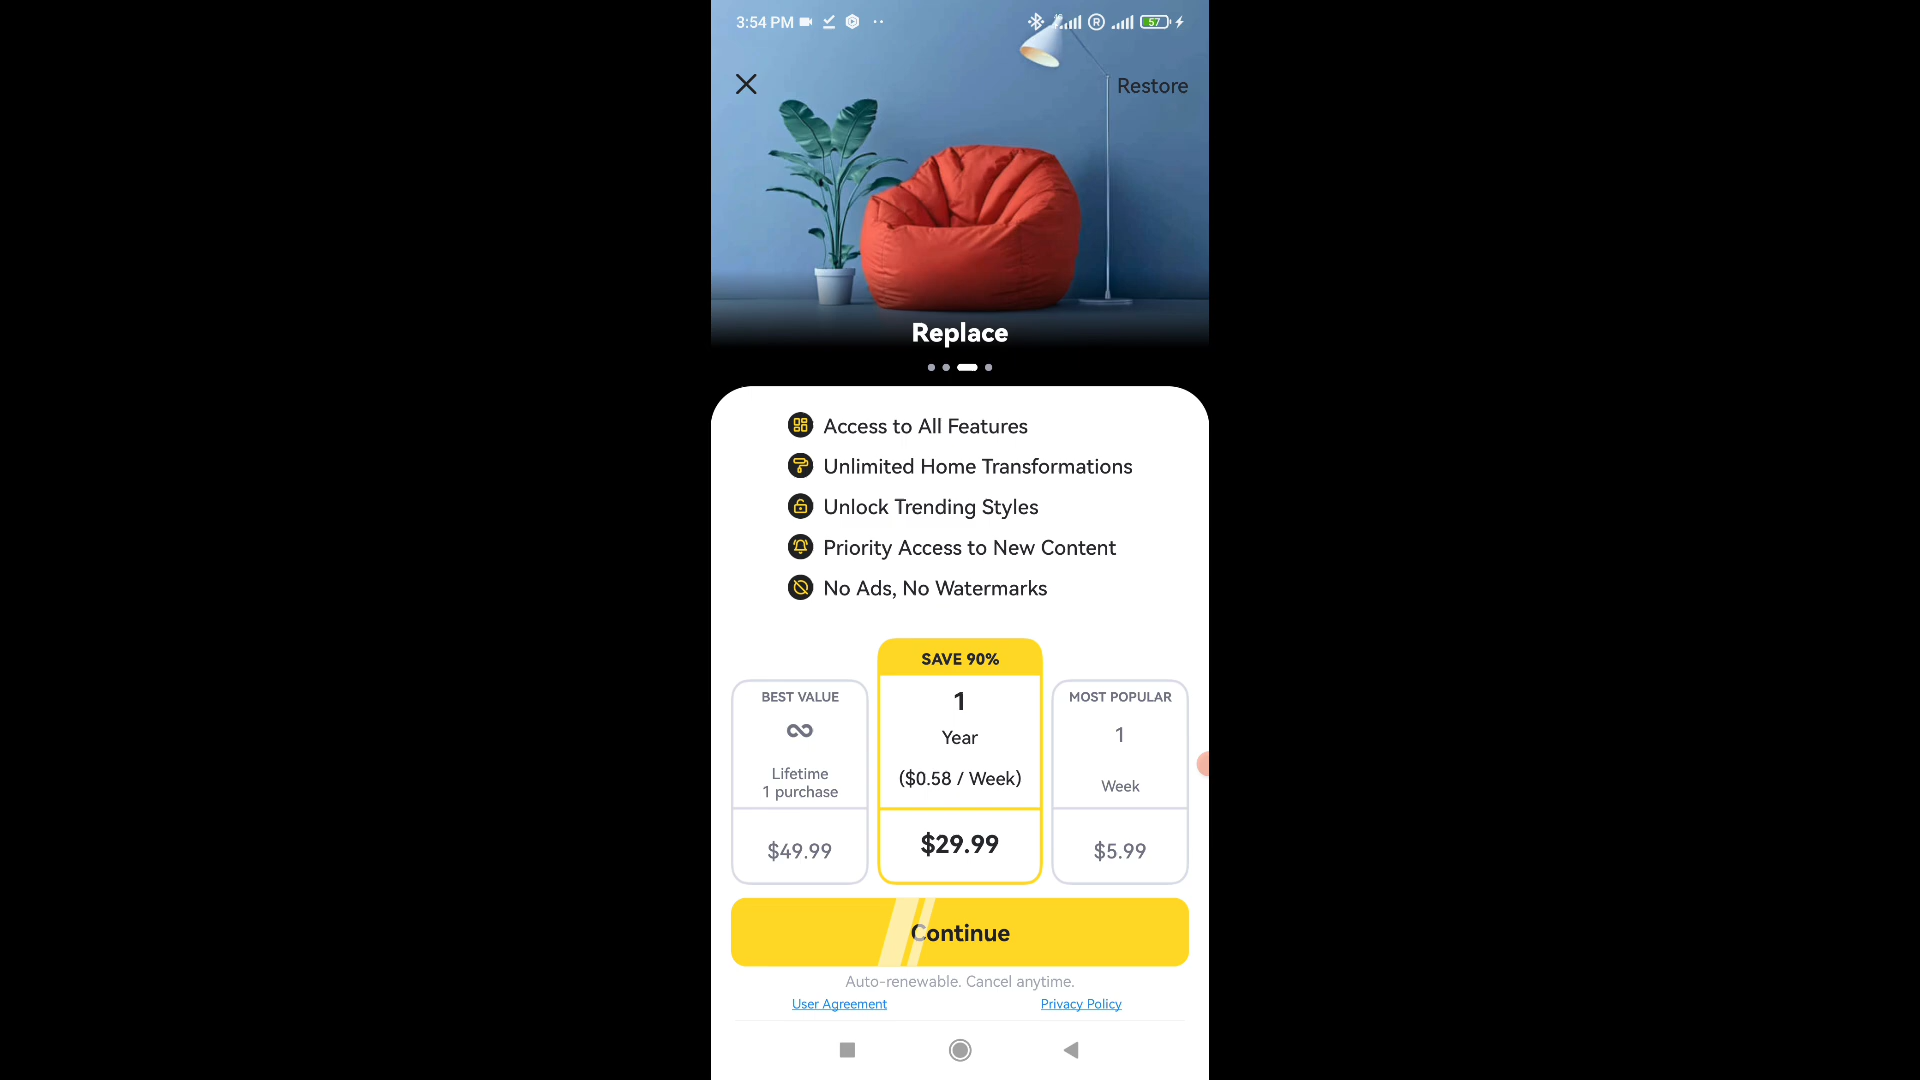 3:54 PM
57
Restore
Replace
Access to All Features
Unlimited Home Transformations
Unlock Trending Styles
Priority Access to New Content
No Ads, No Watermarks
SAVE 90%
BEST VALUE
∞
Lifetime
1 purchase
$49.99
1
Year
($0.58 / Week)
$29.99
MOST POPULAR
1
Week
$5.99
Continue
Auto-renewable. Cancel anytime.
User Agreement
Privacy Policy